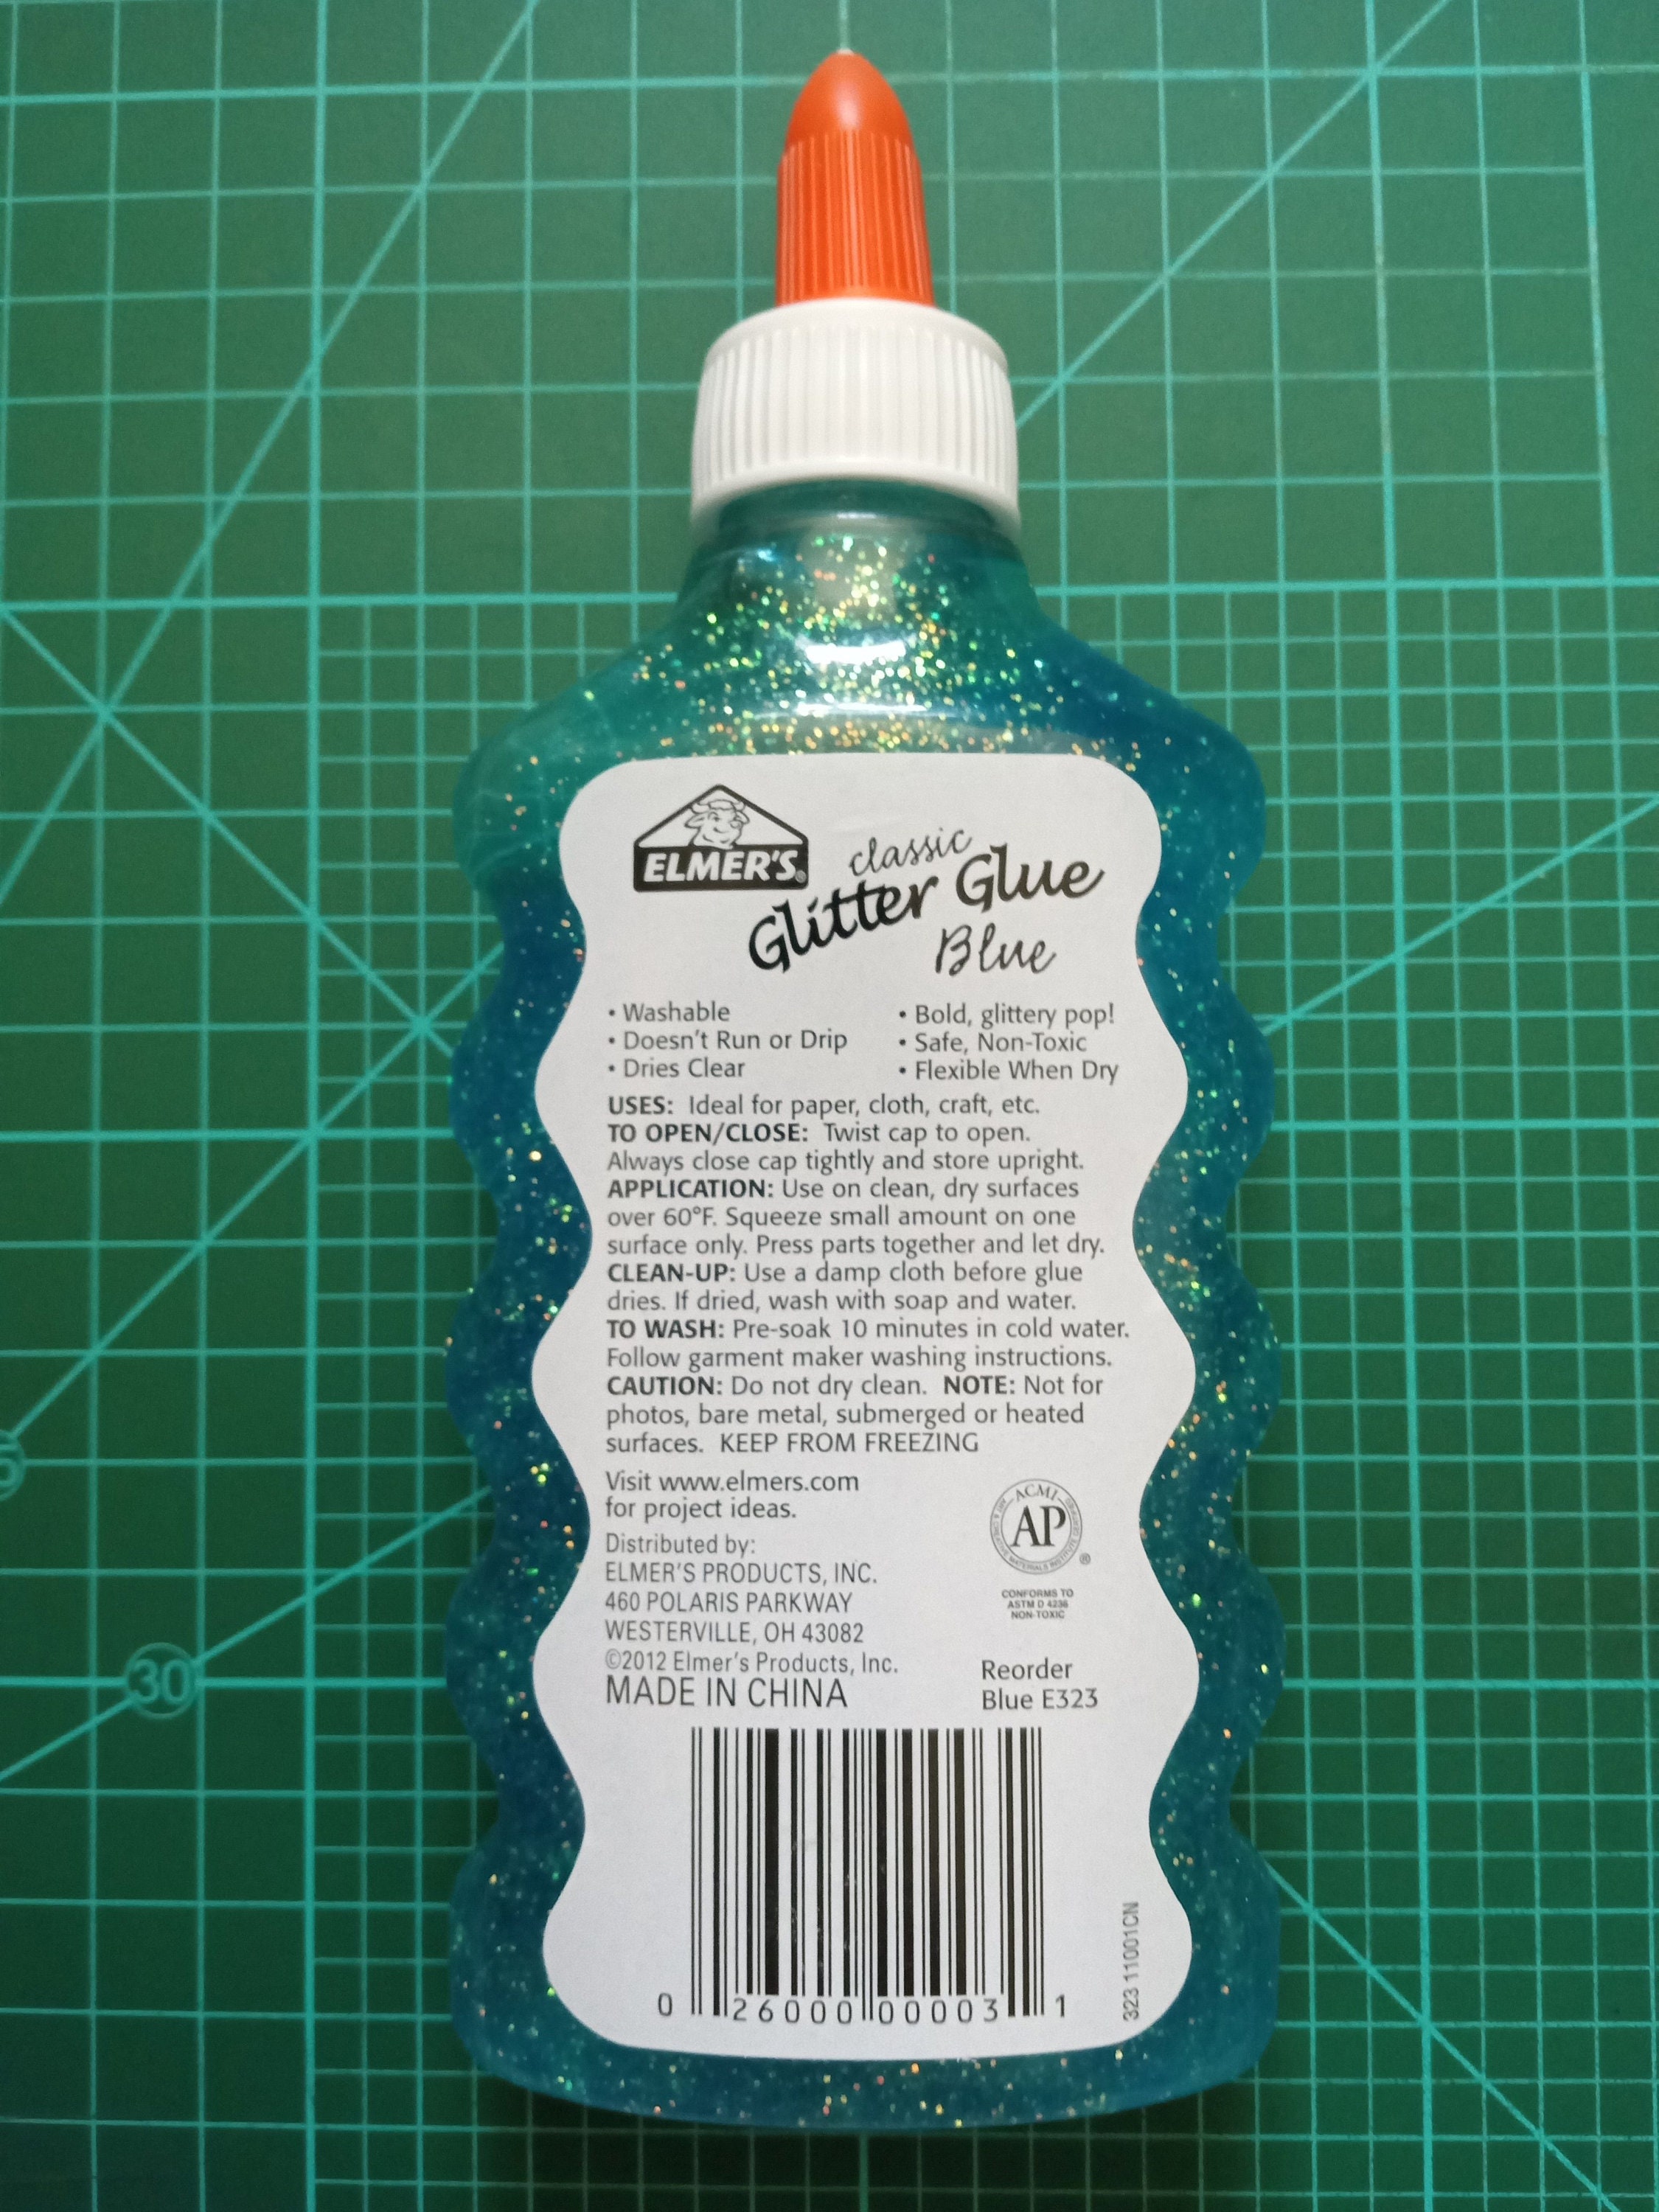 ELMER'S®
classic
Glitter Glue
Blue
• Washable
• Doesn't Run or Drip
• Dries Clear
• Bold, glittery pop!
• Safe, Non-Toxic
• Flexible When Dry
USES: Ideal for paper, cloth, craft, etc.
TO OPEN/CLOSE: Twist cap to open.
Always close cap tightly and store upright.
APPLICATION: Use on clean, dry surfaces
over 60°F. Squeeze small amount on one
surface only. Press parts together and let dry.
CLEAN-UP: Use a damp cloth before glue
dries. If dried, wash with soap and water.
TO WASH: Pre-soak 10 minutes in cold water.
Follow garment maker washing instructions.
CAUTION: Do not dry clean. NOTE: Not for
photos, bare metal, submerged or heated
surfaces. KEEP FROM FREEZING
Visit www.elmers.com
for project ideas.
Distributed by:
ELMER'S PRODUCTS, INC.
460 POLARIS PARKWAY
WESTERVILLE, OH 43082
©2012 Elmer's Products, Inc.
MADE IN CHINA
ACMI
AP
ART & CREATIVE MATERIALS INSTITUTE CERTIFIED
®
CONFORMS TO
ASTM D 4236
NON-TOXIC
Reorder
Blue E323
0 26000 00003 1
323 11001CN
30